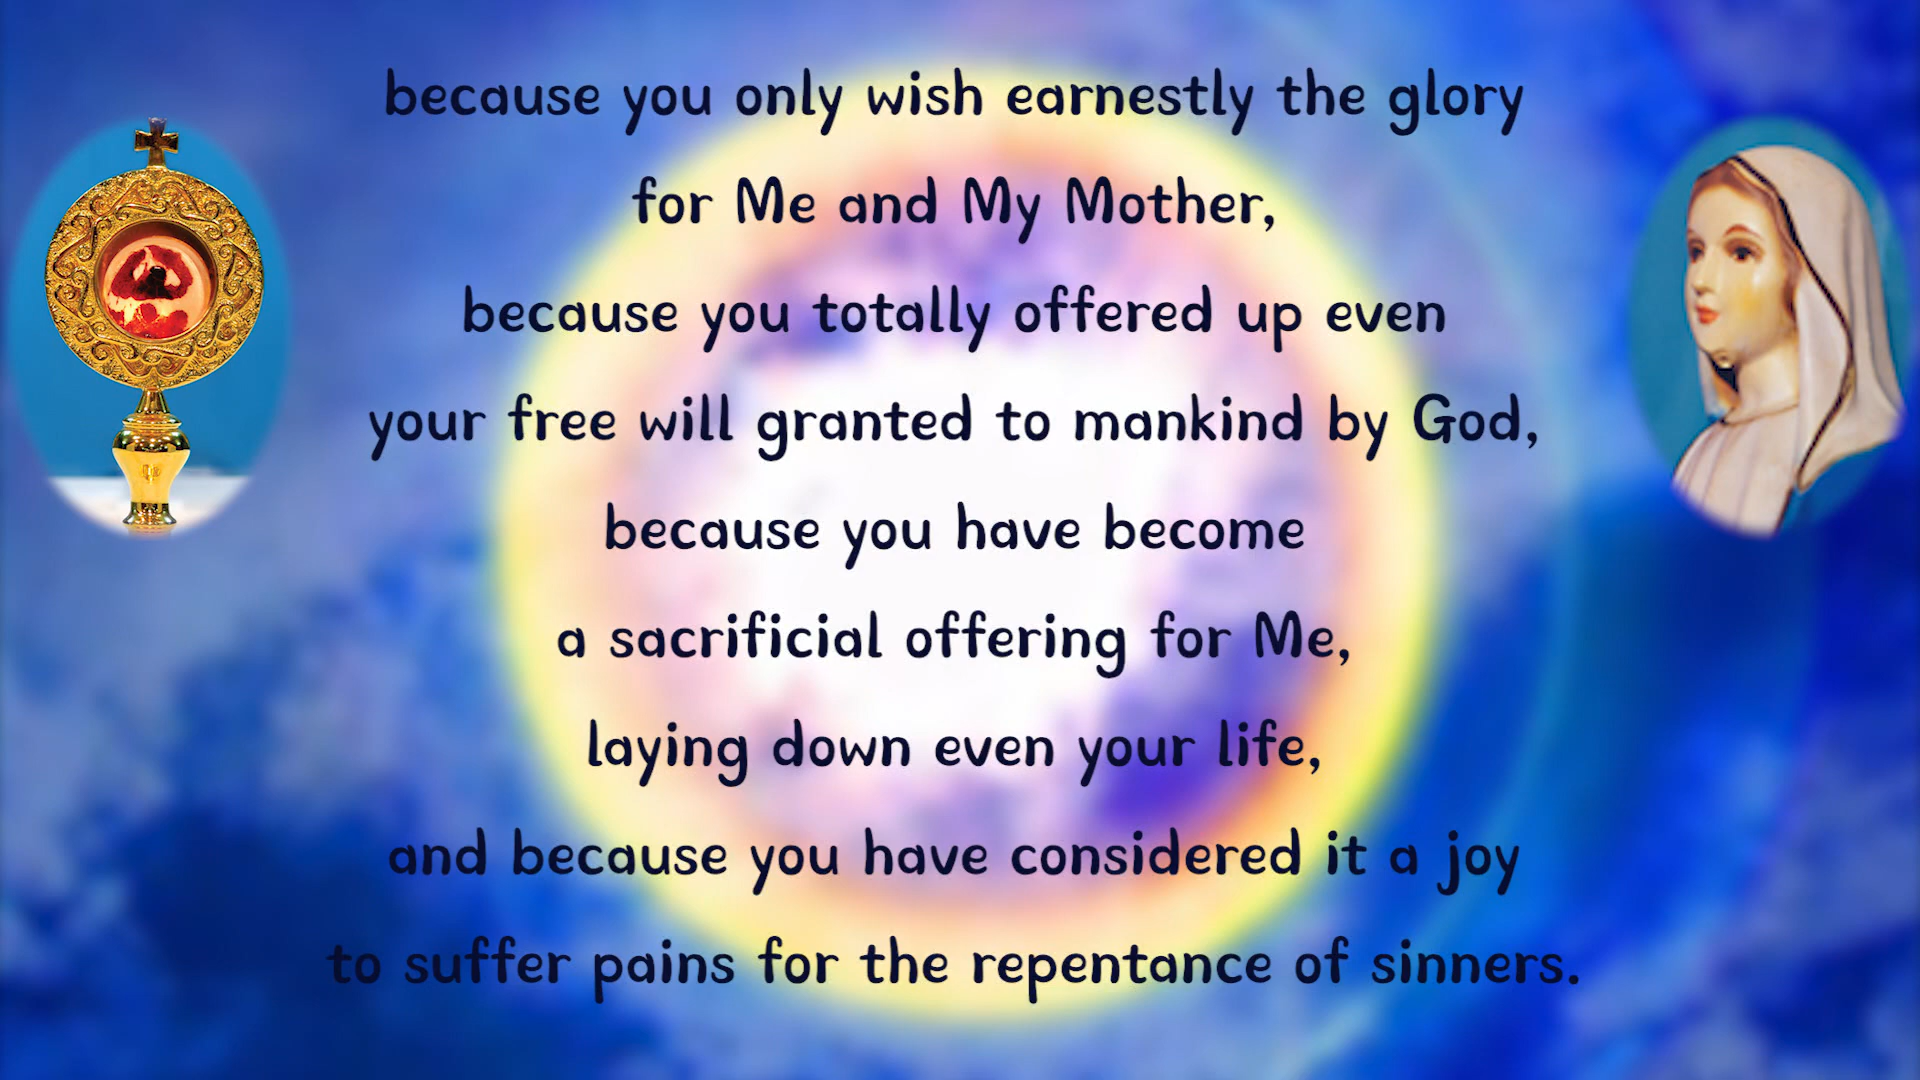 because you only wish earnestly the glory
for Me and My Mother,
because you totally offered up even
your free will granted to mankind by God,
because you have become
a sacrificial offering for Me,
laying down even your life,
and because you have considered it a joy
to suffer pains for the repentance of sinners.